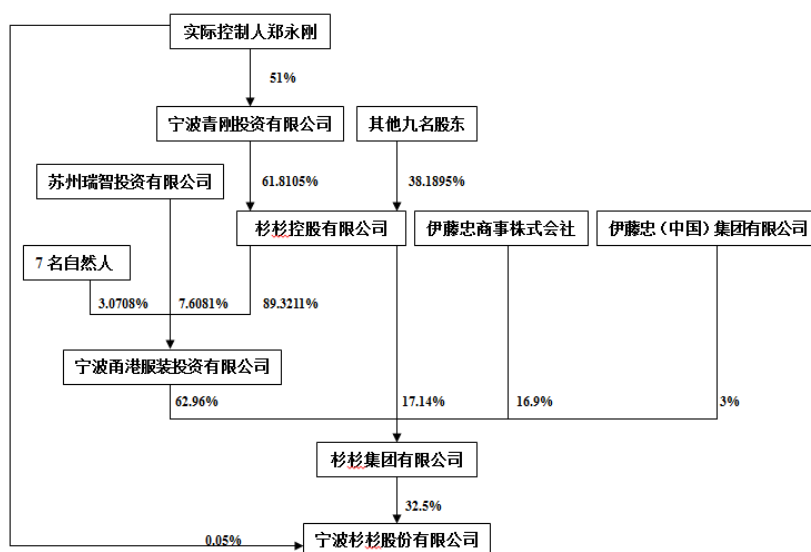 实际控制人郑永刚
51%
宁波青刚投资有限公司
其他九名股东
苏州瑞智投资有限公司
61.8105%
38.1895%
杉杉控股有限公司
伊藤忠商事株式会社
伊藤忠（中国）集团有限公司
7 名自然人
3.0708%
7.6081%
89.3211%
宁波甬港服装投资有限公司
62.96%
17.14%
16.9%
3%
杉杉集团有限公司
32.5%
0.05%
宁波杉杉股份有限公司